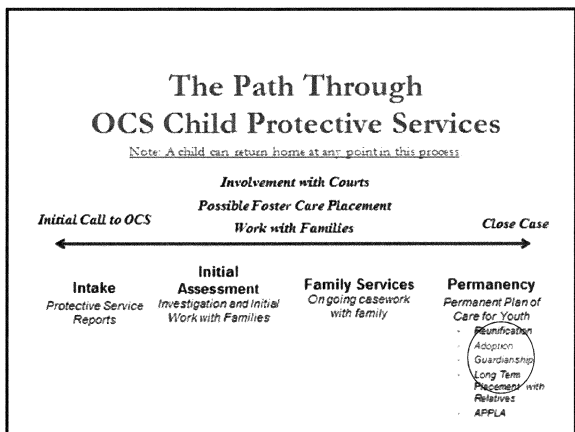 The Path Through
OCS Child Protective Services
Note: A child can return home at any point in this process
Involvement with Courts
Possible Foster Care Placement
Work with Families
Initial Call to OCS
Close Case
Intake
Protective Service
Reports
Initial
Assessment
Investigation and Initial
Work with Families
Family Services
On going casework
with family
Permanency
Permanent Plan of
Care for Youth
- Reunification
- Adoption
- Guardianship
- Long Term
Placement with
Relatives
- APPLA